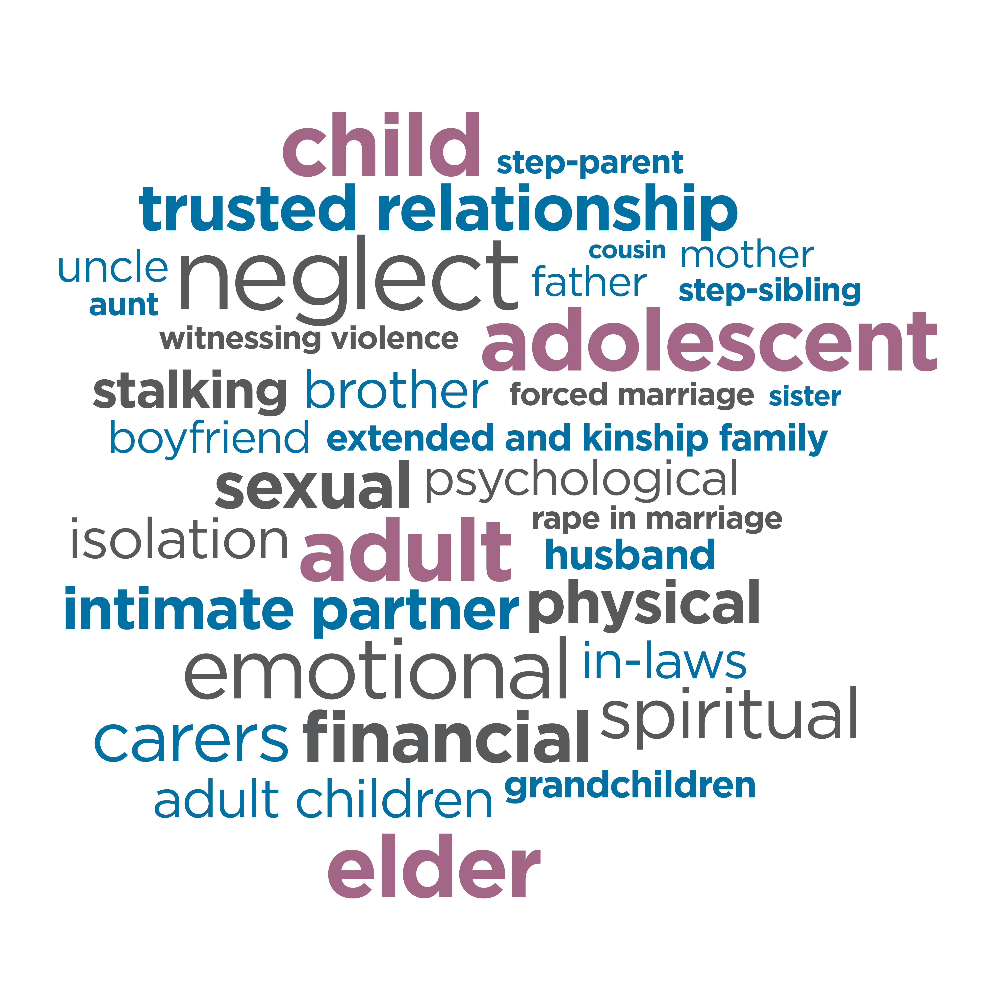 child
step-parent
trusted relationship
uncle
neglect
cousin
mother
father
step-sibling
aunt
witnessing violence
adolescent
stalking
brother
forced marriage
sister
boyfriend
extended and kinship family
sexual
psychological
rape in marriage
isolation
adult
husband
intimate partner
physical
emotional
in-laws
spiritual
carers
financial
adult children
grandchildren
elder